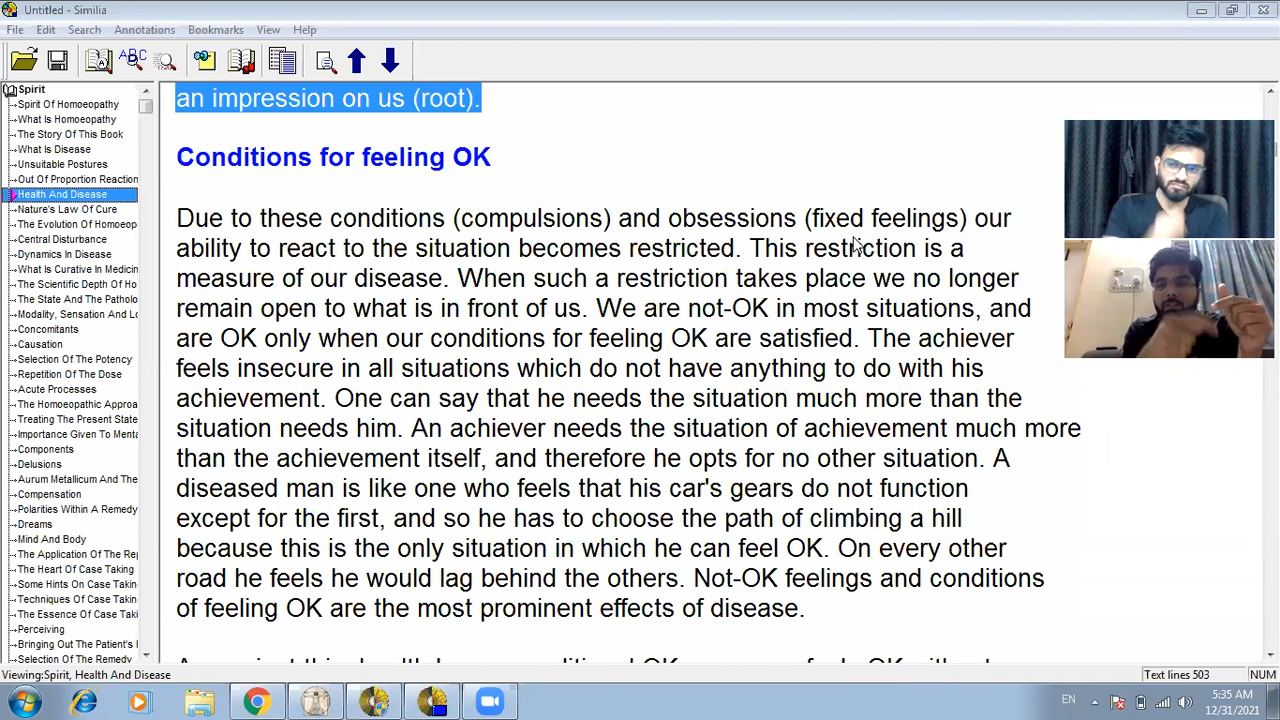 Untitled - Similia
File Edit Search Annotations Bookmarks View Help
ABC
Spirit
Spirit Of Homoeopathy
What Is Homoeopathy
The Story Of This Book
What Is Disease
Unsuitable Postures
Out Of Proportion Reaction
Health And Disease
Nature's Law Of Cure
The Evolution Of Homoeop
Central Disturbance
Dynamics In Disease
What Is Curative In Medicin
The Scientific Depth Of Ho
The State And The Patholo
Modality, Sensation And Lo
Concomitants
Causation
Selection Of The Potency
Repetition Of The Dose
Acute Processes
The Homoeopathic Approa
Treating The Present State
Importance Given To Menta
Components
Delusions
Aurum Metallicum And The
Compensation
Polarities Within A Remedy
Dreams
Mind And Body
The Application Of The Rep
The Heart Of Case Taking
Some Hints On Case Takin
Techniques Of Case Takin
The Essence Of Case Takin
Perceiving
Bringing Out The Patient's
Selection Of The Remedy
an impression on us (root).
Conditions for feeling OK
Due to these conditions (compulsions) and obsessions (fixed feelings) our
ability to react to the situation becomes restricted. This restriction is a
measure of our disease. When such a restriction takes place we no longer
remain open to what is in front of us. We are not-OK in most situations, and
are OK only when our conditions for feeling OK are satisfied. The achiever
feels insecure in all situations which do not have anything to do with his
achievement. One can say that he needs the situation much more than the
situation needs him. An achiever needs the situation of achievement much more
than the achievement itself, and therefore he opts for no other situation. A
diseased man is like one who feels that his car's gears do not function
except for the first, and so he has to choose the path of climbing a hill
because this is the only situation in which he can feel OK. On every other
road he feels he would lag behind the others. Not-OK feelings and conditions
of feeling OK are the most prominent effects of disease.
Viewing:Spirit, Health And Disease
Text lines 503
NUM
EN
5:35 AM
12/31/2021